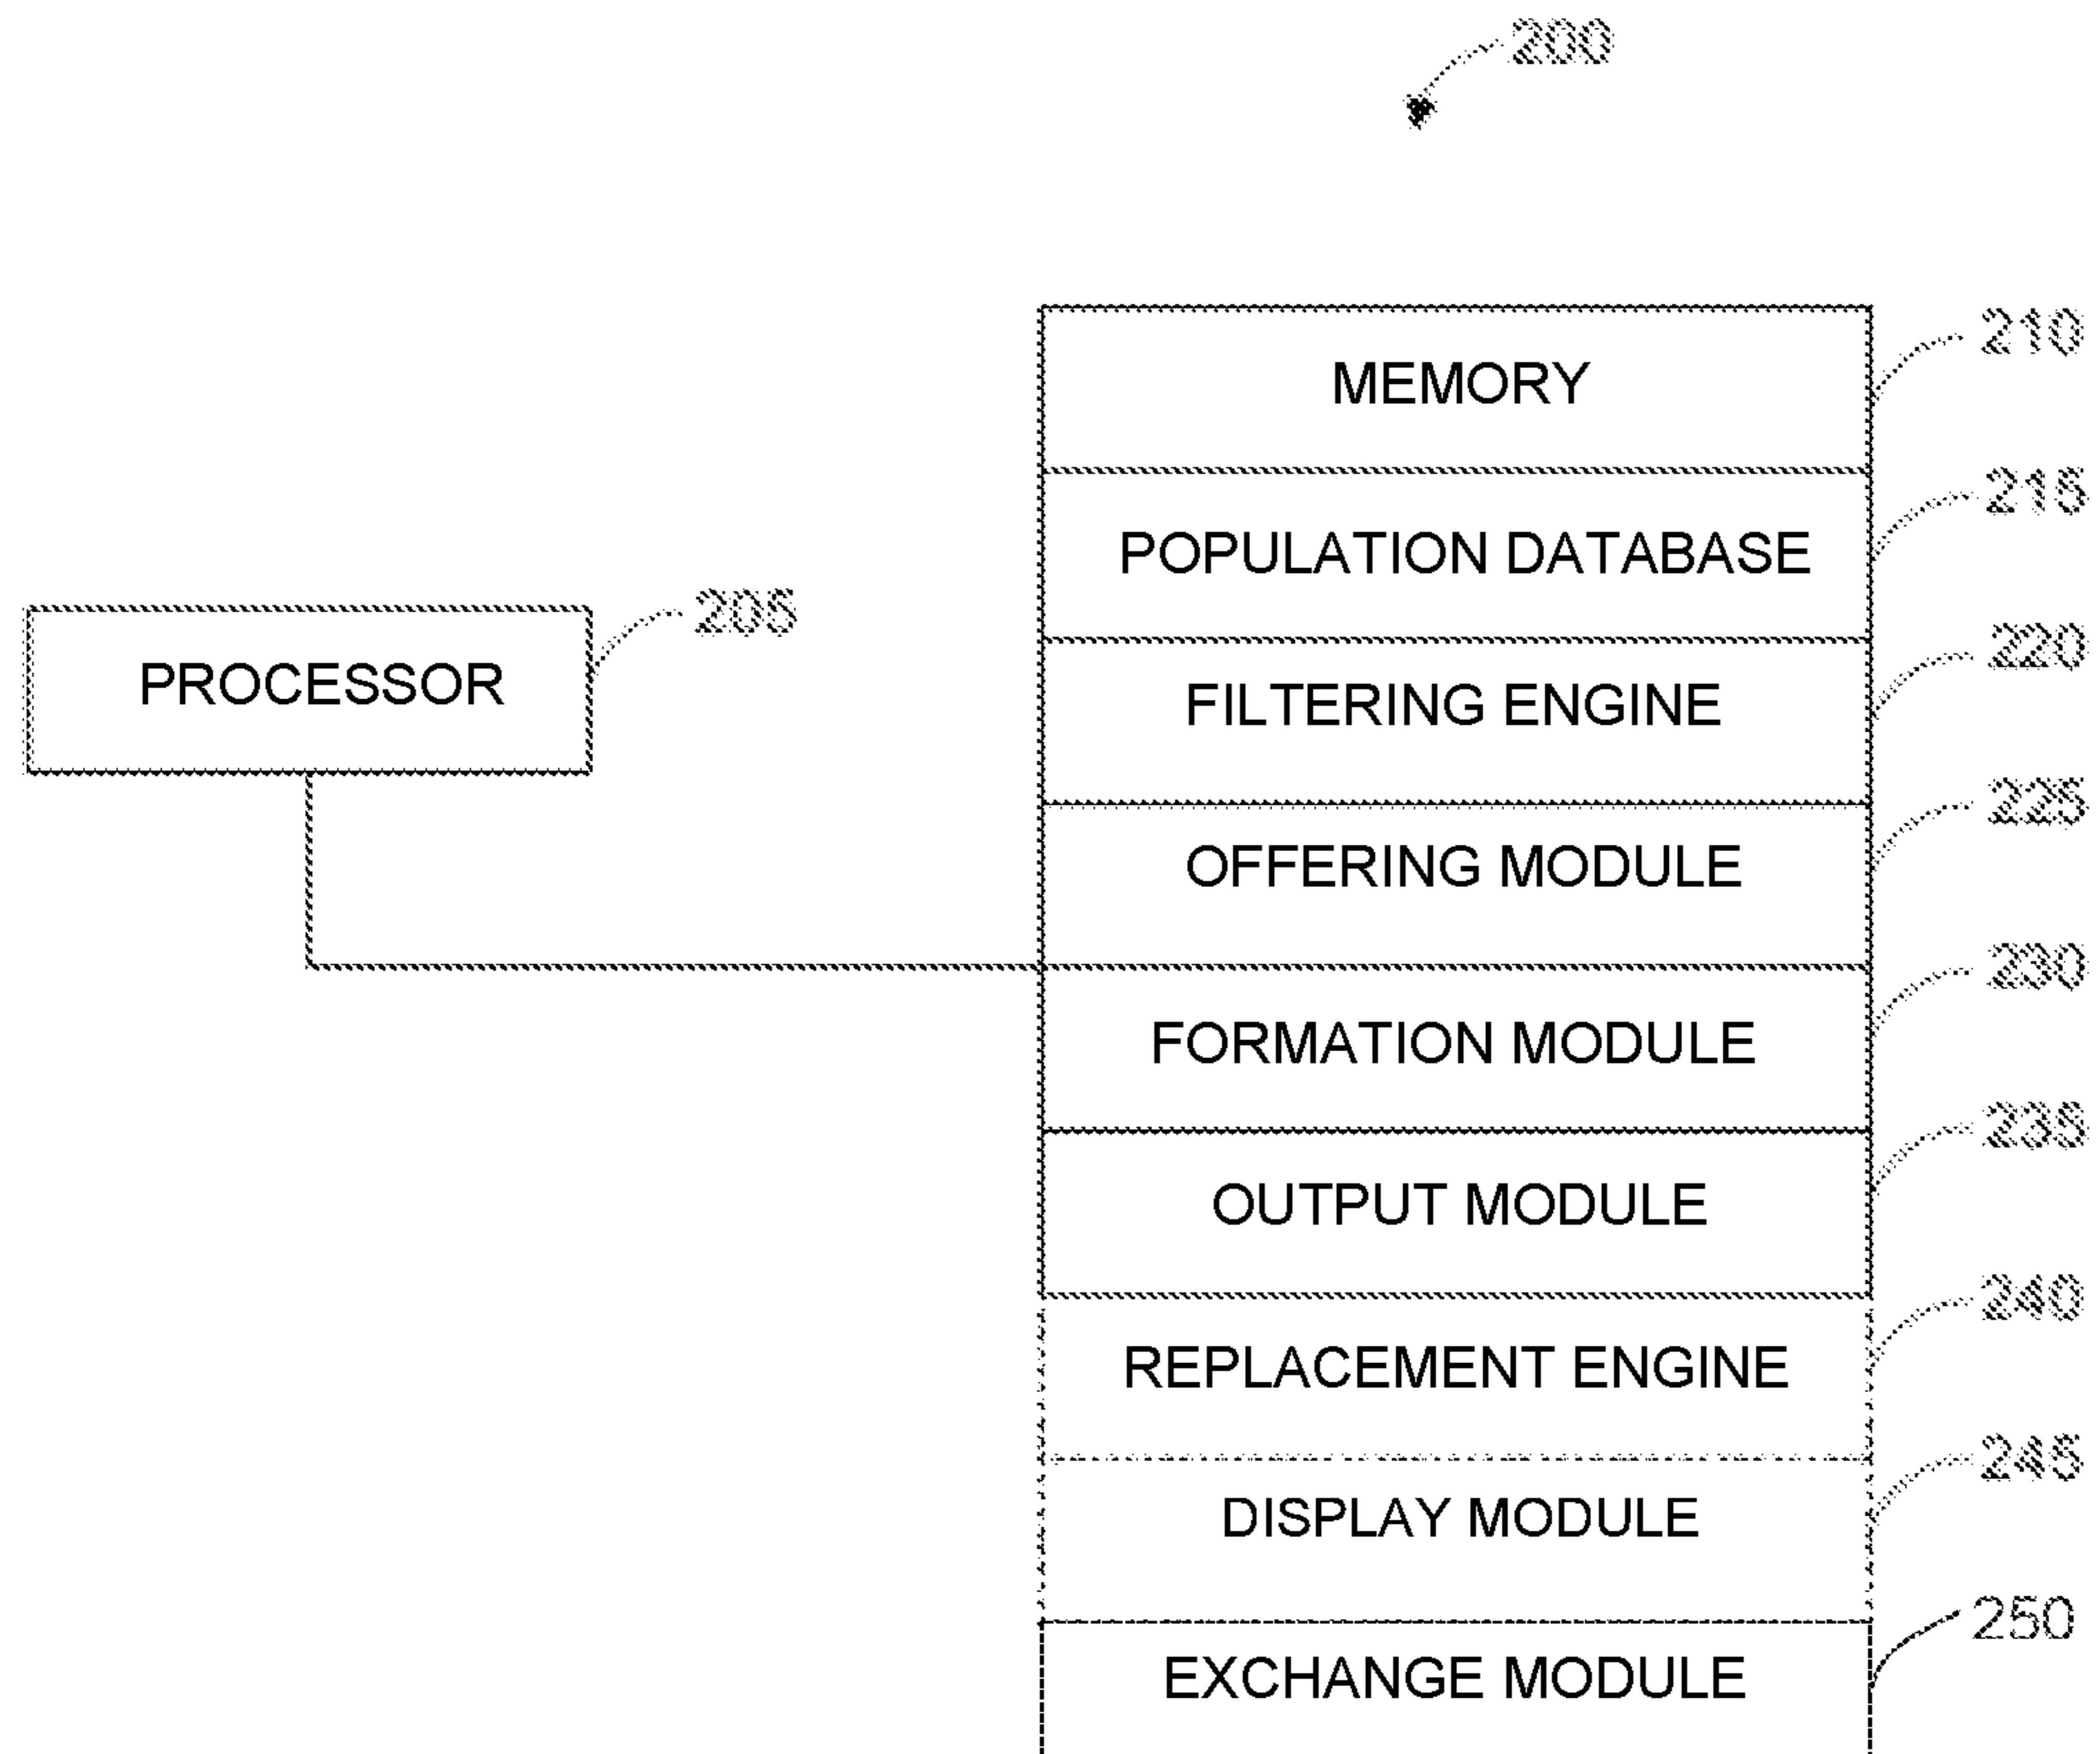 200
MEMORY
210
POPULATION DATABASE
215
PROCESSOR
205
FILTERING ENGINE
220
OFFERING MODULE
225
FORMATION MODULE
230
OUTPUT MODULE
235
REPLACEMENT ENGINE
240
DISPLAY MODULE
245
EXCHANGE MODULE
250